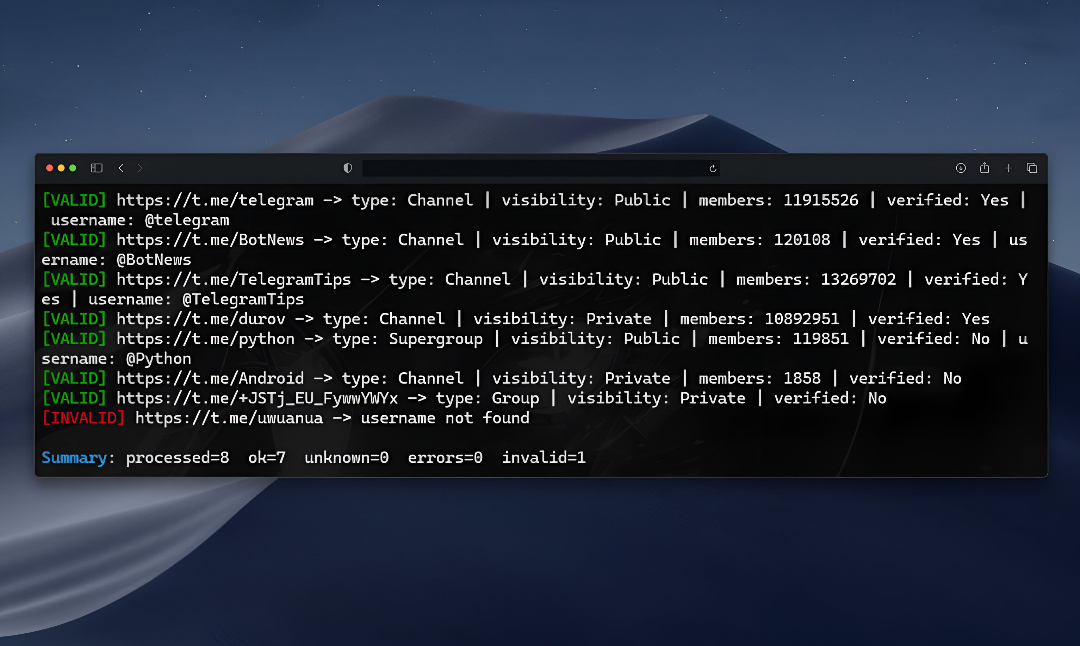 [VALID] https://t.me/telegram -> type: Channel | visibility: Public | members: 11915526 | verified: Yes |
 username: @telegram
[VALID] https://t.me/BotNews -> type: Channel | visibility: Public | members: 120108 | verified: Yes | us
ername: @BotNews
[VALID] https://t.me/TelegramTips -> type: Channel | visibility: Public | members: 13269702 | verified: Y
es | username: @TelegramTips
[VALID] https://t.me/durov -> type: Channel | visibility: Private | members: 10892951 | verified: Yes
[VALID] https://t.me/python -> type: Supergroup | visibility: Public | members: 119851 | verified: No | u
sername: @Python
[VALID] https://t.me/Android -> type: Channel | visibility: Private | members: 1858 | verified: No
[VALID] https://t.me/+JSTj_EU_FywwYWYx -> type: Group | visibility: Private | verified: No
[INVALID] https://t.me/uwuanua -> username not found
Summary: processed=8  ok=7  unknown=0  errors=0  invalid=1